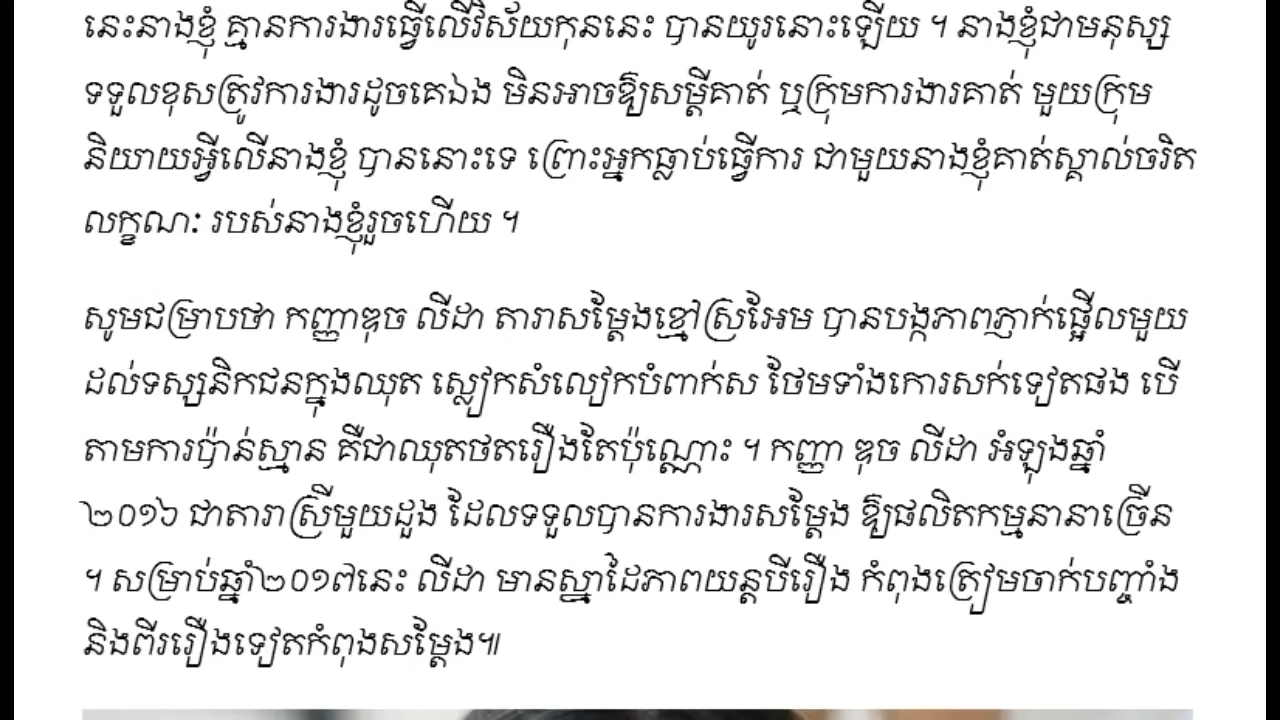 នេះនាងខ្ញុំ គ្មានការងារធ្វើលើវិស័យកុននេះ បានយូរនោះឡើយ ។ នាងខ្ញុំជាមនុស្ស
ទទួលខុសត្រូវការងារដូចគេឯង មិនអាចឱ្យសម្ដីគាត់ ឬក្រុមការងារគាត់ មួយក្រុម
និយាយអ្វីលើនាងខ្ញុំ បាននោះទេ ព្រោះអ្នកធ្លាប់ធ្វើការ ជាមួយនាងខ្ញុំគាត់ស្គាល់ចរិត
លក្ខណៈ របស់នាងខ្ញុំរួចហើយ ។
សូមជម្រាបថា កញ្ញាឌុច លីដា តារាសម្ដែងខ្មៅស្រអែម បានបង្កភាពភ្ញាក់ផ្អើលមួយ
ដល់ទស្សនិកជនក្នុងឈុត ស្លៀកសំលៀកបំពាក់ស ថែមទាំងកោរសក់ទៀតផង បើ
តាមការប៉ាន់ស្មាន គឺជាឈុតថតរឿងតែប៉ុណ្ណោះ ។ កញ្ញា ឌុច លីដា អំឡុងឆ្នាំ
២០១៦ ជាតារាស្រីមួយដួង ដែលទទួលបានការងារសម្ដែង ឱ្យផលិតកម្មនានាច្រើន
។ សម្រាប់ឆ្នាំ២០១៧នេះ លីដា មានស្នាដៃភាពយន្ដបីរឿង កំពុងត្រៀមចាក់បញ្ចាំង
និងពីររឿងទៀតកំពុងសម្ដែង៕